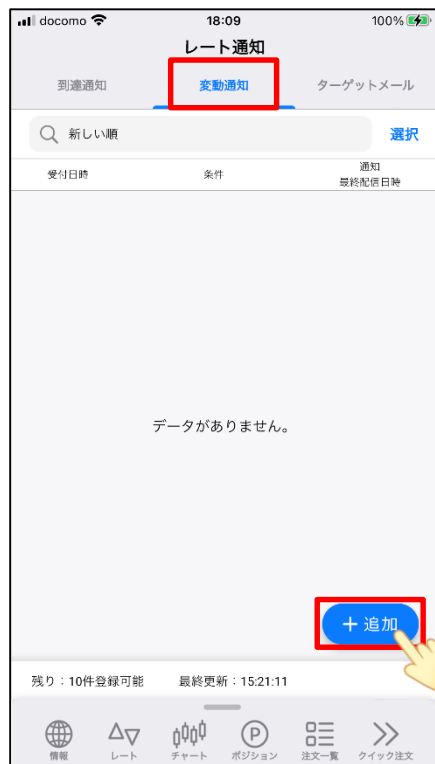 docomo 18:09 100%
レート通知
到達通知 変動通知 ターゲットメール
新しい順 選択
受付日時 条件 通知
最終配信日時
データがありません。
+ 追加
残り：10件登録可能 最終更新：15:21:11
P
情報 レート チャート ポジション 注文一覧 クイック注文